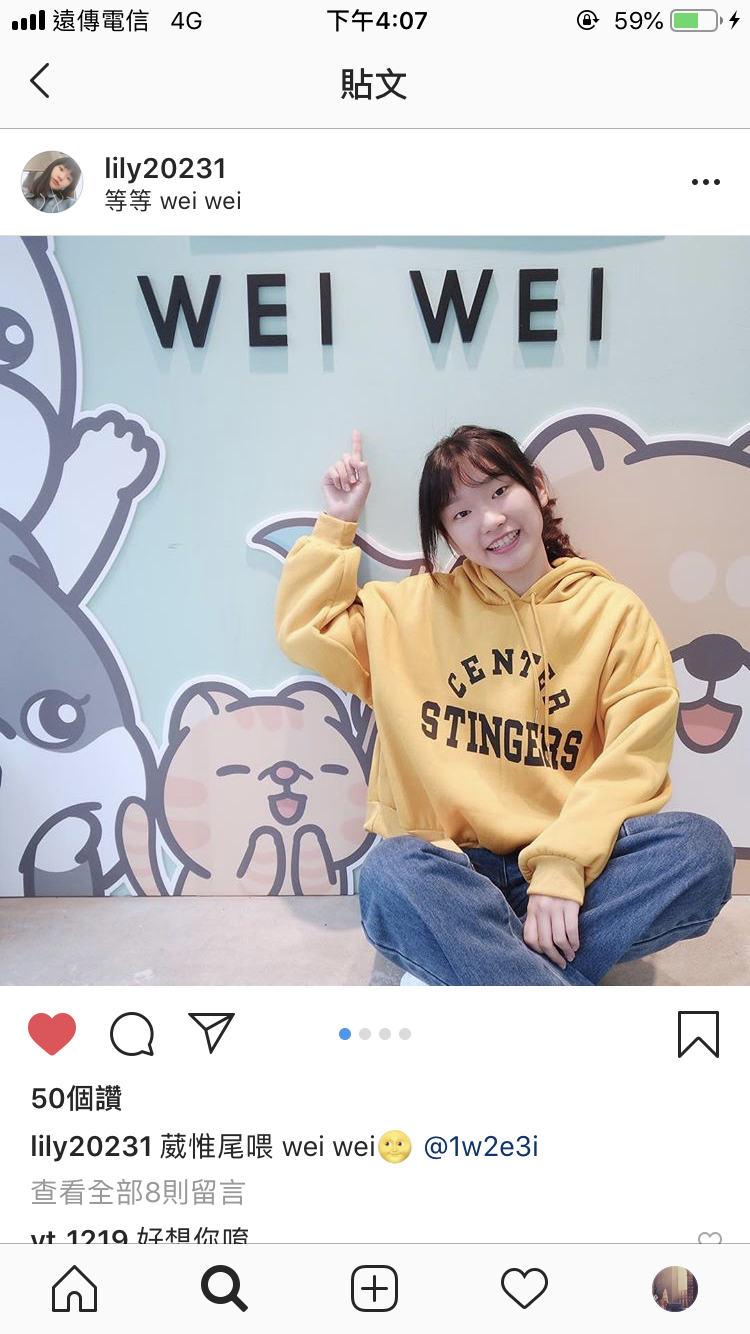 遠傳電信 4G 下午4:07 59%
貼文
lily20231
等等 wei wei
WEI WEI
CENTER
STINGERS
50個讚
lily20231 葳惟尾喂 wei wei🌝 @1w2e3i
查看全部8則留言
yt_1219 好想你唷